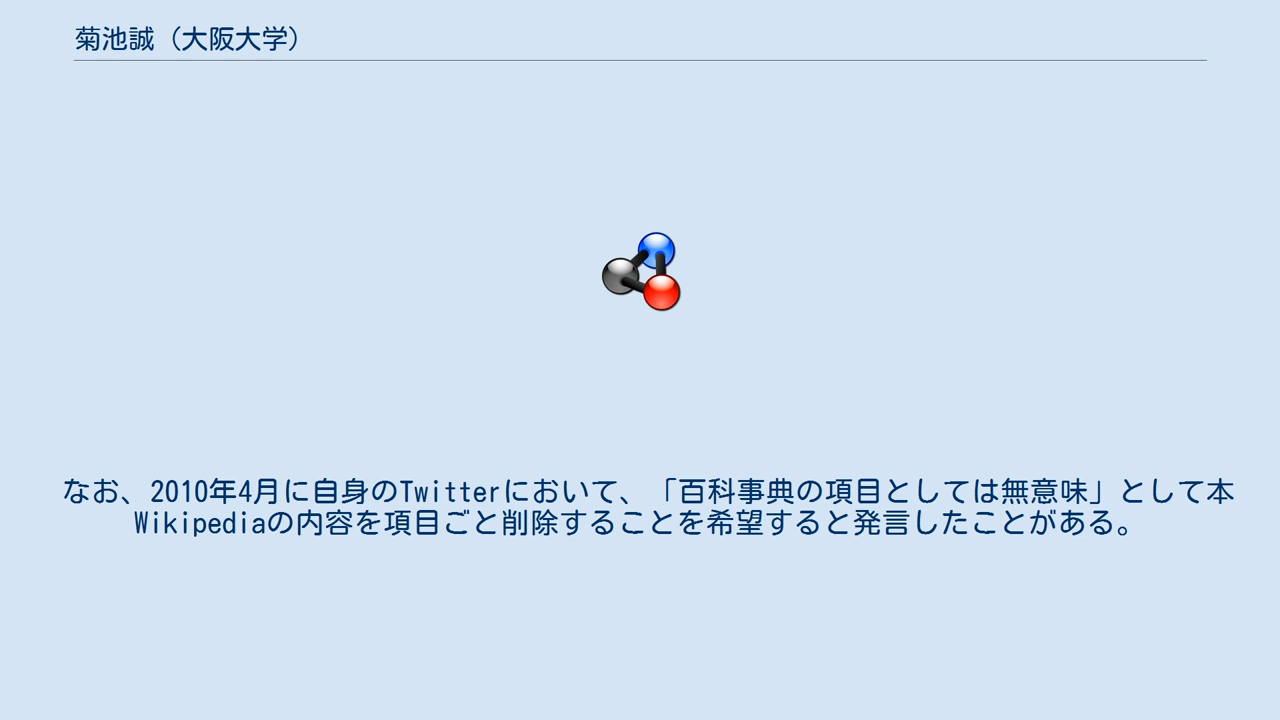 菊池誠（大阪大学）
なお、2010年4月に自身のTwitterにおいて、「百科事典の項目としては無意味」として本
Wikipediaの内容を項目ごと削除することを希望すると発言したことがある。